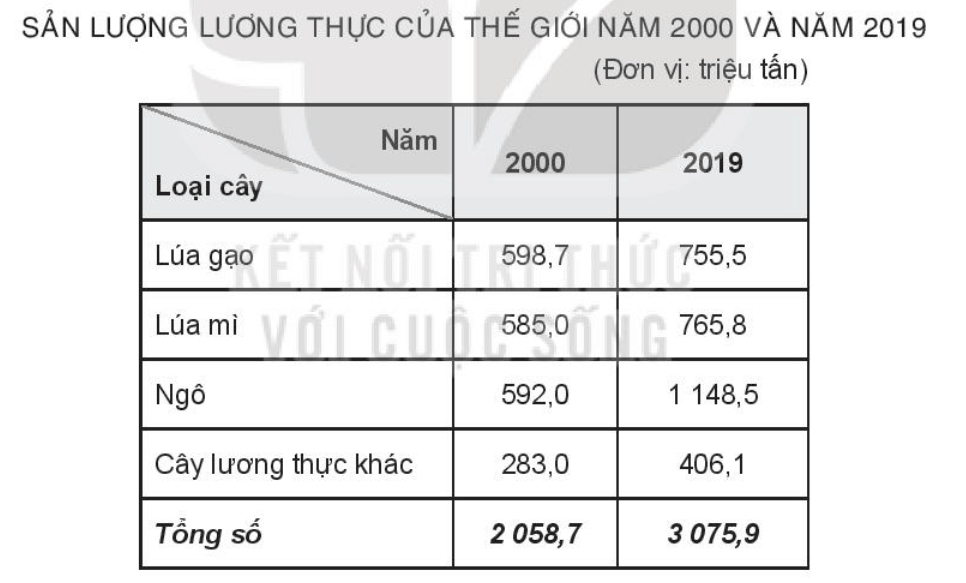 SẢN LƯỢNG LƯƠNG THỰC CỦA THẾ GIỚI NĂM 2000 VÀ NĂM 2019
(Đơn vị: triệu tấn)
Năm
Loại cây
2000 2019
Lúa gạo 598,7 755,5
KẾT NỐI TRI THỨC
Lúa mì 585,0 765,8
VỚI CUỘC SỐNG
Ngô 592,0 1 148,5
Cây lương thực khác 283,0 406,1
Tổng số 2 058,7 3 075,9